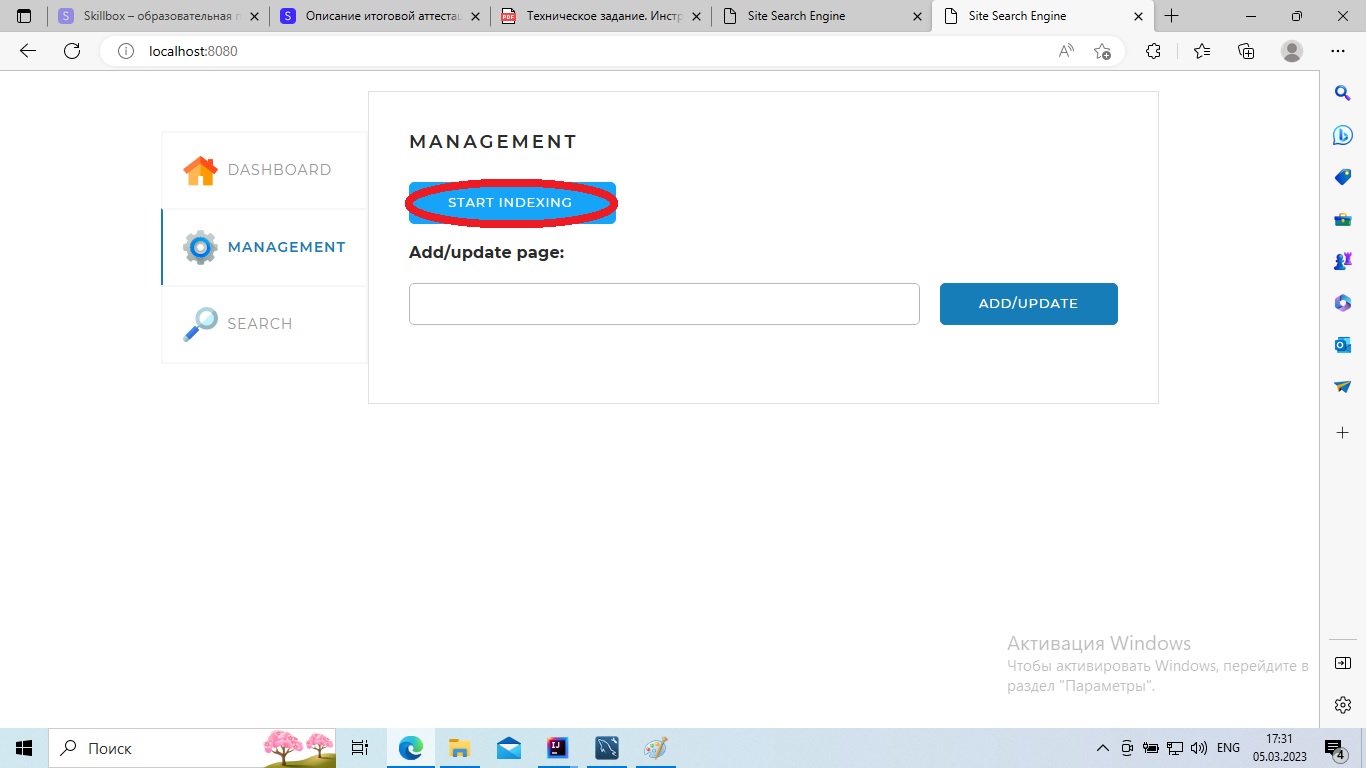 Skillbox – образовательная п
Описание итоговой аттестац
Техническое задание. Инстр
Site Search Engine
Site Search Engine
localhost:8080
MANAGEMENT
DASHBOARD
START INDEXING
MANAGEMENT
Add/update page:
ADD/UPDATE
SEARCH
Активация Windows
Чтобы активировать Windows, перейдите в
раздел "Параметры".
Поиск
ENG
17:31
05.03.2023
4